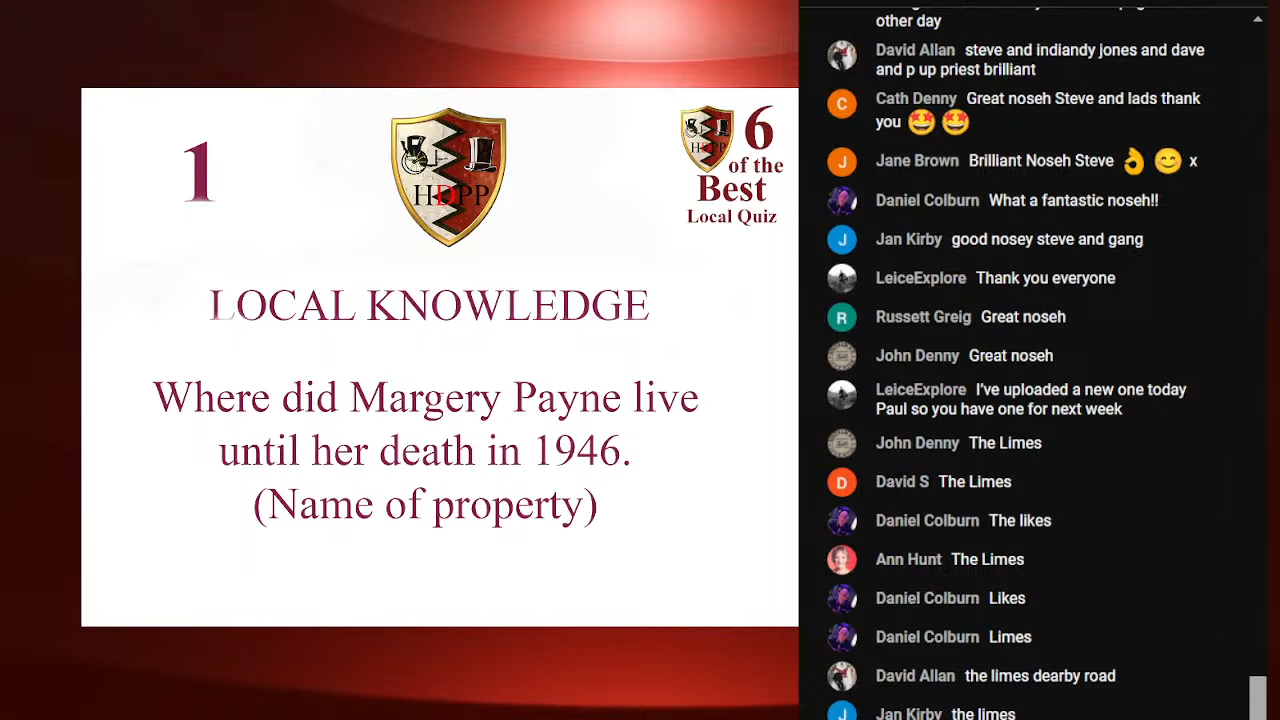 1
HDPP
HDPP
6
of the
Best
Local Quiz
LOCAL KNOWLEDGE
Where did Margery Payne live
until her death in 1946.
(Name of property)
other day
David Allan steve and indiandy jones and dave
and p up priest brilliant
C
Cath Denny Great noseh Steve and lads thank
you 🤩 🤩
J
Jane Brown Brilliant Noseh Steve 👌 😊 x
Daniel Colburn What a fantastic noseh!!
J
Jan Kirby good nosey steve and gang
LeiceExplore Thank you everyone
R
Russett Greig Great noseh
John Denny Great noseh
LeiceExplore I've uploaded a new one today
Paul so you have one for next week
John Denny The Limes
D
David S The Limes
Daniel Colburn The likes
Ann Hunt The Limes
Daniel Colburn Likes
Daniel Colburn Limes
David Allan the limes dearby road
J
Jan Kirby the limes